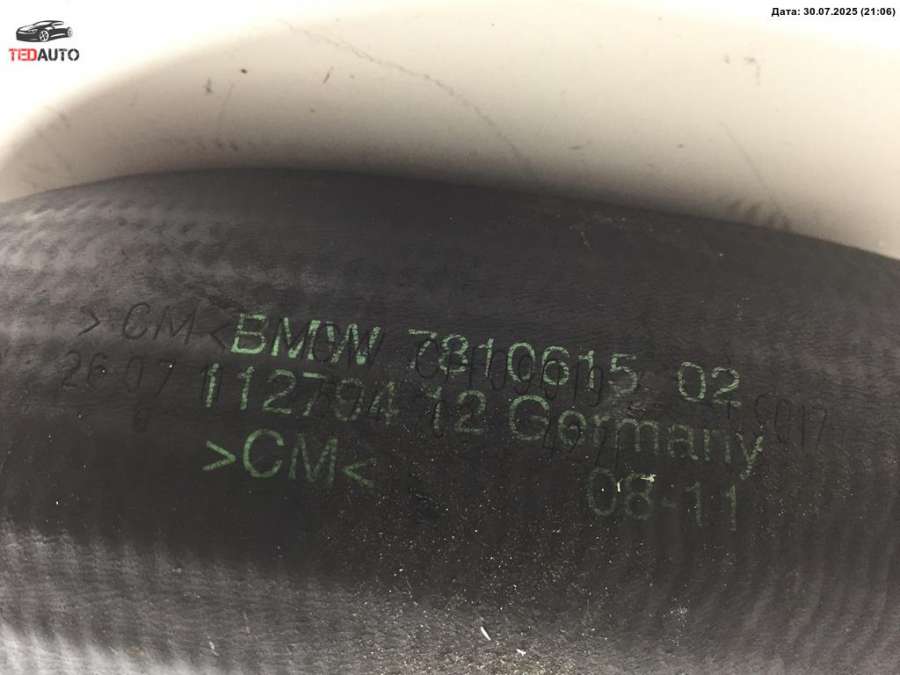 TEDAUTO
Дата: 30.07.2025 (21:06)
>CM<
BMW 7810615 02
112794 12 Germany
>CM<
08-11